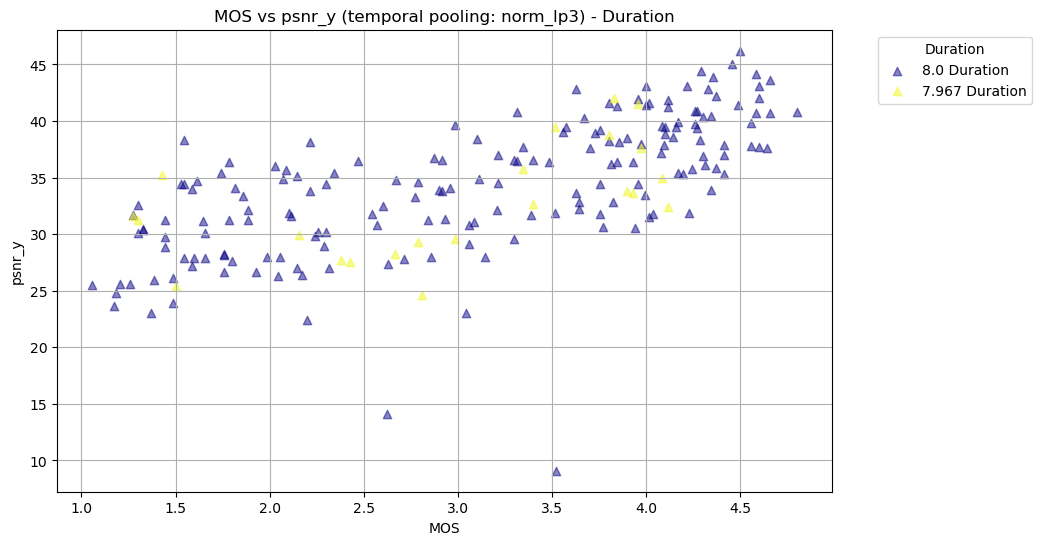 MOS vs psnr_y (temporal pooling: norm_lp3) - Duration
Duration
8.0 Duration
7.967 Duration
psnr_y
45
40
35
30
25
20
15
10
1.0 1.5 2.0 2.5 3.0 3.5 4.0 4.5
MOS